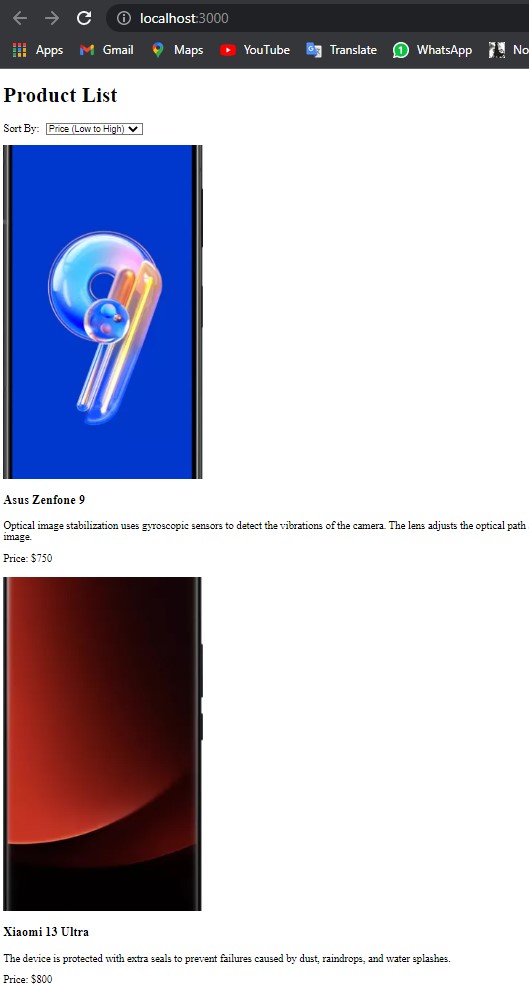 localhost:3000
Apps Gmail Maps YouTube Translate WhatsApp No
Product List
Sort By: Price (Low to High)
Asus Zenfone 9
Optical image stabilization uses gyroscopic sensors to detect the vibrations of the camera. The lens adjusts the optical path
image.
Price: $750
Xiaomi 13 Ultra
The device is protected with extra seals to prevent failures caused by dust, raindrops, and water splashes.
Price: $800